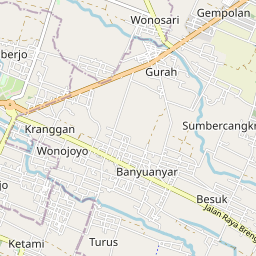 Gempolan
Wonosari
berjo
Gurah
Kranggan
Sumbercangkr
Wonojoyo
Banyuanyar
Besuk
jo
Jalan Raya Breng
Ketami
Turus